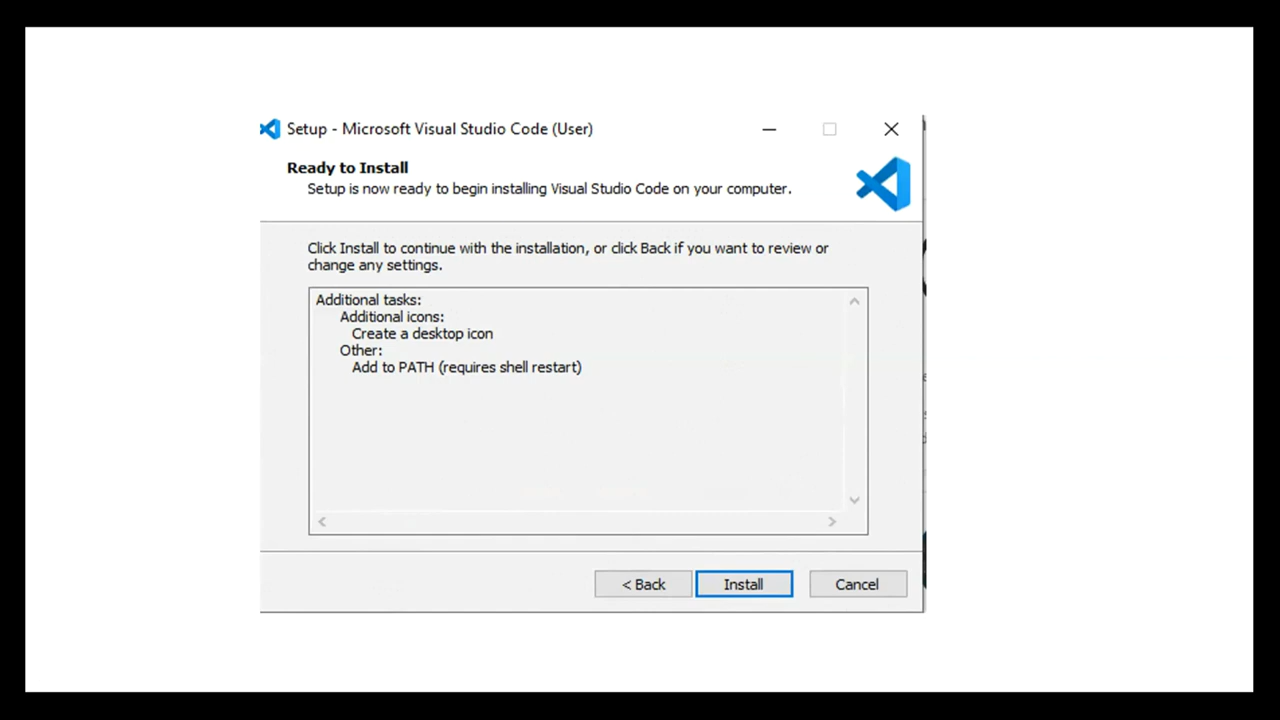 Setup - Microsoft Visual Studio Code (User)
Ready to Install
Setup is now ready to begin installing Visual Studio Code on your computer.
Click Install to continue with the installation, or click Back if you want to review or
change any settings.
Additional tasks:
Additional icons:
Create a desktop icon
Other:
Add to PATH (requires shell restart)
< Back
Install
Cancel